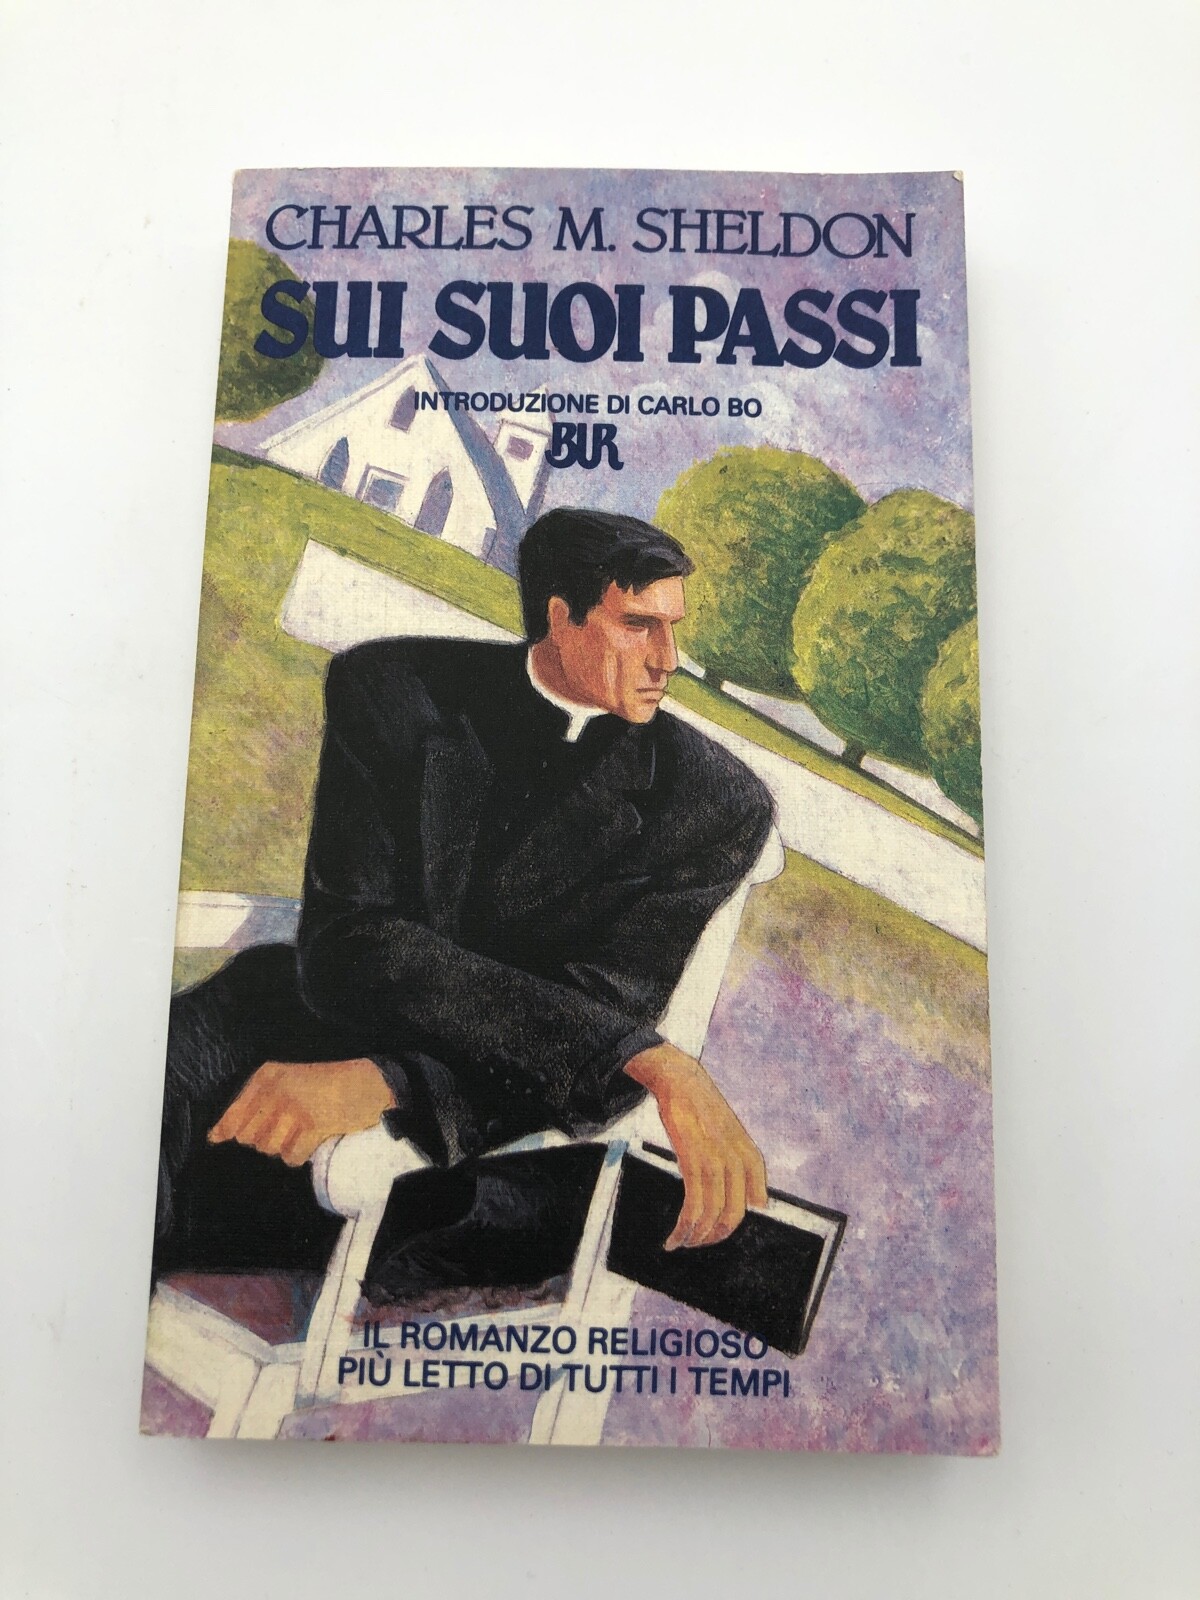 CHARLES M. SHELDON
SUI SUOI PASSI
INTRODUZIONE DI CARLO BO
BUR
IL ROMANZO RELIGIOSO
PIÙ LETTO DI TUTTI I TEMPI